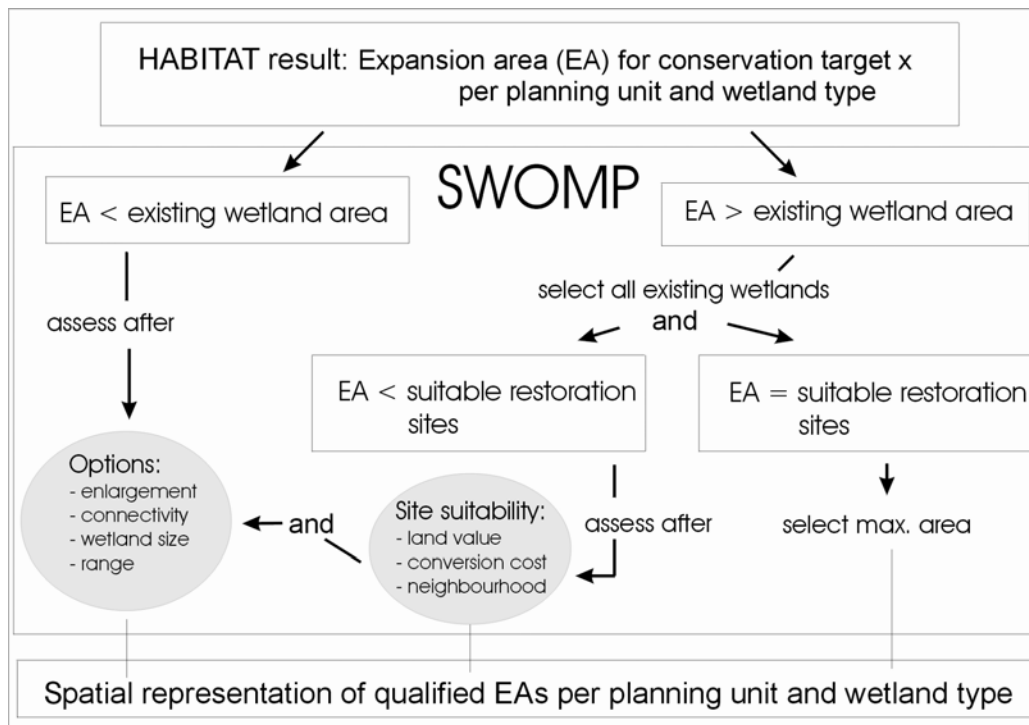 HABITAT result: Expansion area (EA) for conservation target x
per planning unit and wetland type
SWOMP
EA < existing wetland area
EA > existing wetland area
assess after
select all existing wetlands
and
EA < suitable restoration
sites
EA = suitable restoration
sites
Options:
- enlargement
- connectivity
- wetland size
- range
and
Site suitability:
- land value
- conversion cost
- neighbourhood
assess after
select max. area
Spatial representation of qualified EAs per planning unit and wetland type